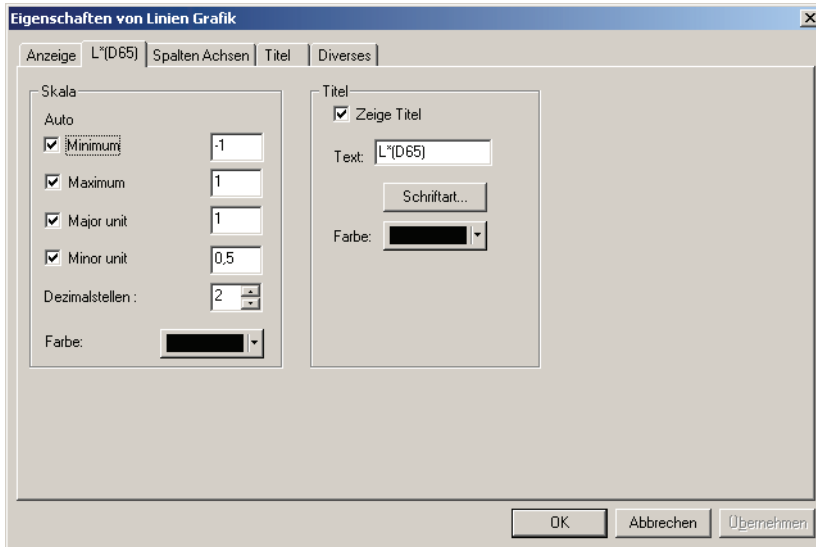 Eigenschaften von Linien Grafik
Anzeige L*(D65) Spalten Achsen Titel Diverses
Skala
Auto
Minimum -1
Maximum 1
Major unit 1
Minor unit 0,5
Dezimalstellen : 2
Farbe:
Titel
Zeige Titel
Text: L*(D65)
Schriftart...
Farbe:
OK Abbrechen Übernehmen